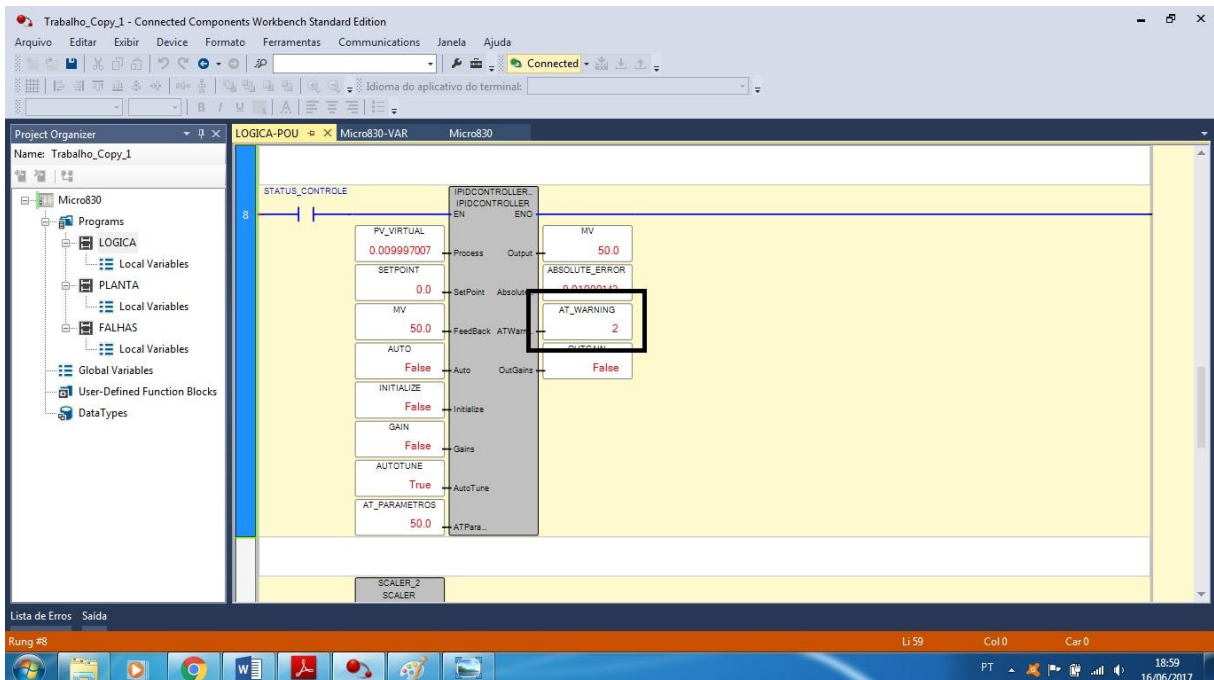 Trabalho_Copy_1 - Connected Components Workbench Standard Edition
Arquivo Editar Exibir Device Formato Ferramentas Communications Janela Ajuda
Connected
Idioma do aplicativo do terminal:
B I U A
Project Organizer
LOGICA-POU Micro830-VAR Micro830
Name: Trabalho_Copy_1
Micro830
Programs
LOGICA
Local Variables
PLANTA
Local Variables
FALHAS
Local Variables
Global Variables
User-Defined Function Blocks
DataTypes
8
STATUS_CONTROLE
IPIDCONTROLLER...
IPIDCONTROLLER
EN ENO
PV_VIRTUAL
0.009997007
Process Output
MV
50.0
SETPOINT
0.0
SetPoint Absolute...
ABSOLUTE_ERROR
MV
50.0
FeedBack ATWarn...
AT_WARNING
2
AUTO
False
Auto OutGains
OUTGAIN
False
INITIALIZE
False
Initialize
GAIN
False
Gains
AUTOTUNE
True
AutoTune
AT_PARAMETROS
50.0
ATPara...
SCALER_2
SCALER
Lista de Erros Saída
Rung #8 Li 59 Col 0 Car 0
PT 18:59
16/06/2017